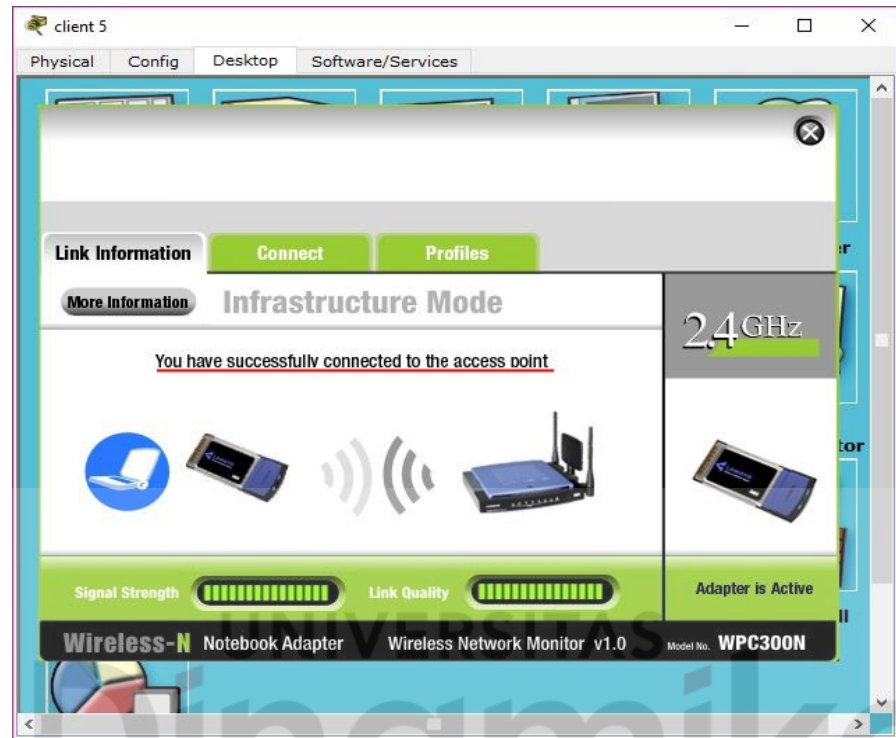 client 5
Physical Config Desktop Software/Services
Link Information Connect Profiles
More Information Infrastructure Mode
2.4GHz
You have successfully connected to the access point
Signal Strength Link Quality Adapter is Active
Wireless-N Notebook Adapter Wireless Network Monitor v1.0 Model No. WPC300N
UNIVERSITAS
Dinamika